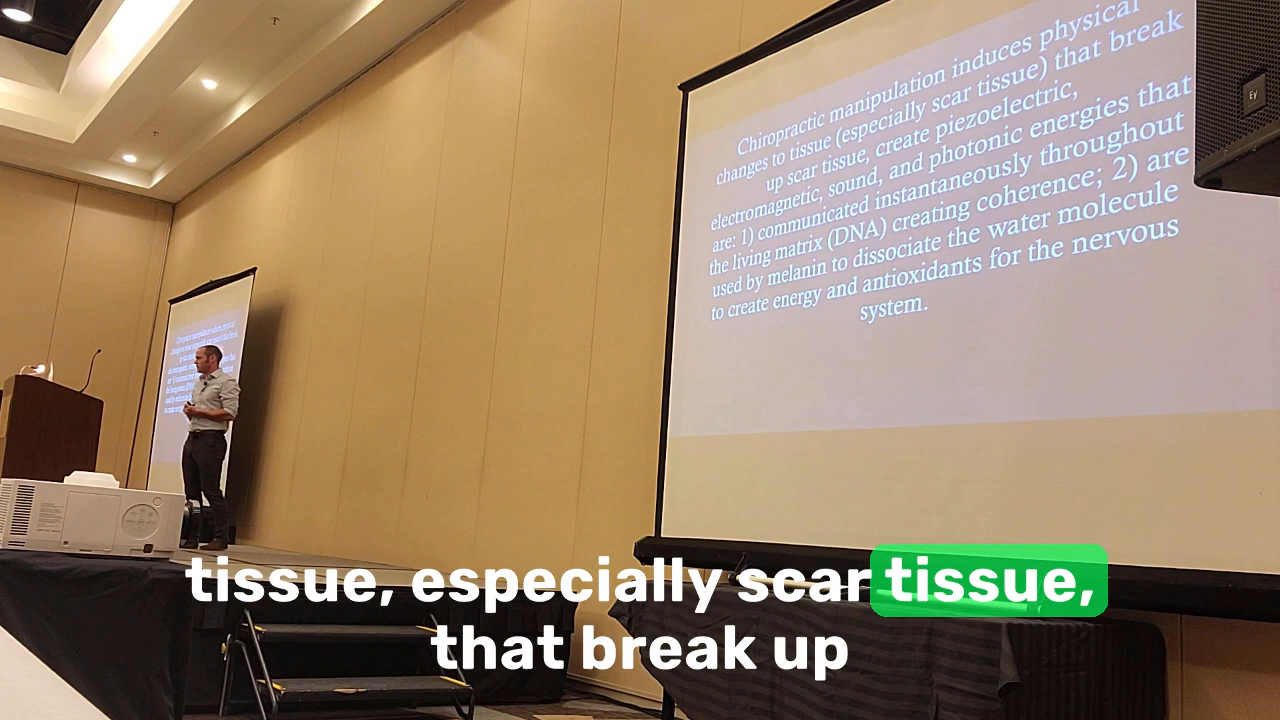 Chiropractic manipulation induces physical
changes to tissue (especially scar tissue) that break
up scar tissue, create piezoelectric,
electromagnetic, sound, and photonic energies that
are: 1) communicated instantaneously throughout
the living matrix (DNA) creating coherence; 2) are
used by melanin to dissociate the water molecule
to create energy and antioxidants for the nervous
system.
EV
tissue, especially scar tissue,
that break up